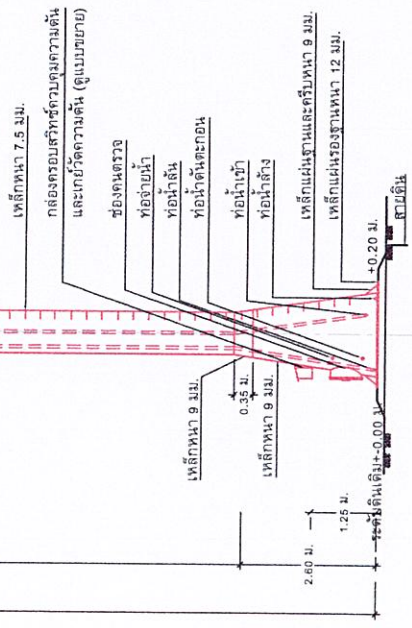 เหล็กหนา 7.5 มม.
กล่องครอบสวิทช์ควบคุมความดัน
และเกย์วัดความดัน (ดูแบบขยาย)
ช่องคนตรวจ
ท่อจ่ายน้ำ
ท่อน้ำล้น
ท่อน้ำดันตะกอน
ท่อน้ำเข้า
ท่อน้ำล้าง
เหล็กแผ่นฐานและครีบหนา 9 มม.
เหล็กแผ่นรองฐานหนา 12 มม.
เหล็กหนา 9 มม.
0.35 ม.
เหล็กหนา 9 มม.
2.60 ม.
1.25 ม.
ระดับดินเดิม+-0.00 ม.
+0.20 ม.
สายดิน